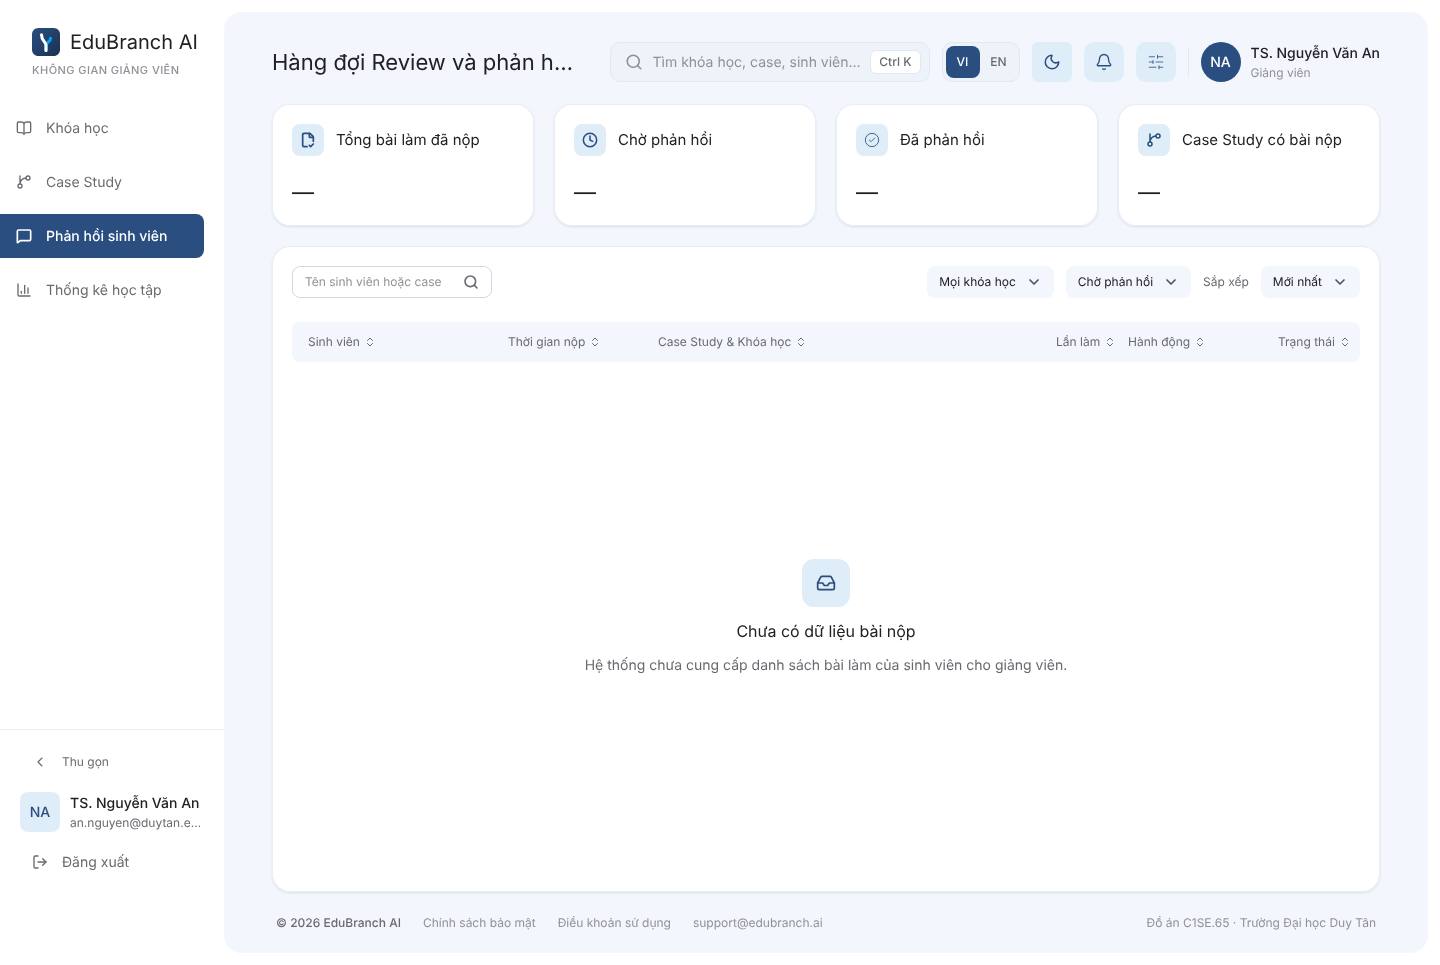 EduBranch AI
KHÔNG GIAN GIẢNG VIÊN
Khóa học
Case Study
Phản hồi sinh viên
Thống kê học tập
Thu gọn
NA
TS. Nguyễn Văn An
an.nguyen@duytan.e...
Đăng xuất
Hàng đợi Review và phản h...
Tìm khóa học, case, sinh viên...
Ctrl K
VI
EN
NA
TS. Nguyễn Văn An
Giảng viên
Tổng bài làm đã nộp
—
Chờ phản hồi
—
Đã phản hồi
—
Case Study có bài nộp
—
Tên sinh viên hoặc case
Mọi khóa học
Chờ phản hồi
Sắp xếp
Mới nhất
Sinh viên
Thời gian nộp
Case Study & Khóa học
Lần làm
Hành động
Trạng thái
Chưa có dữ liệu bài nộp
Hệ thống chưa cung cấp danh sách bài làm của sinh viên cho giảng viên.
© 2026 EduBranch AI
Chính sách bảo mật
Điều khoản sử dụng
support@edubranch.ai
Đồ án C1SE.65 · Trường Đại học Duy Tân